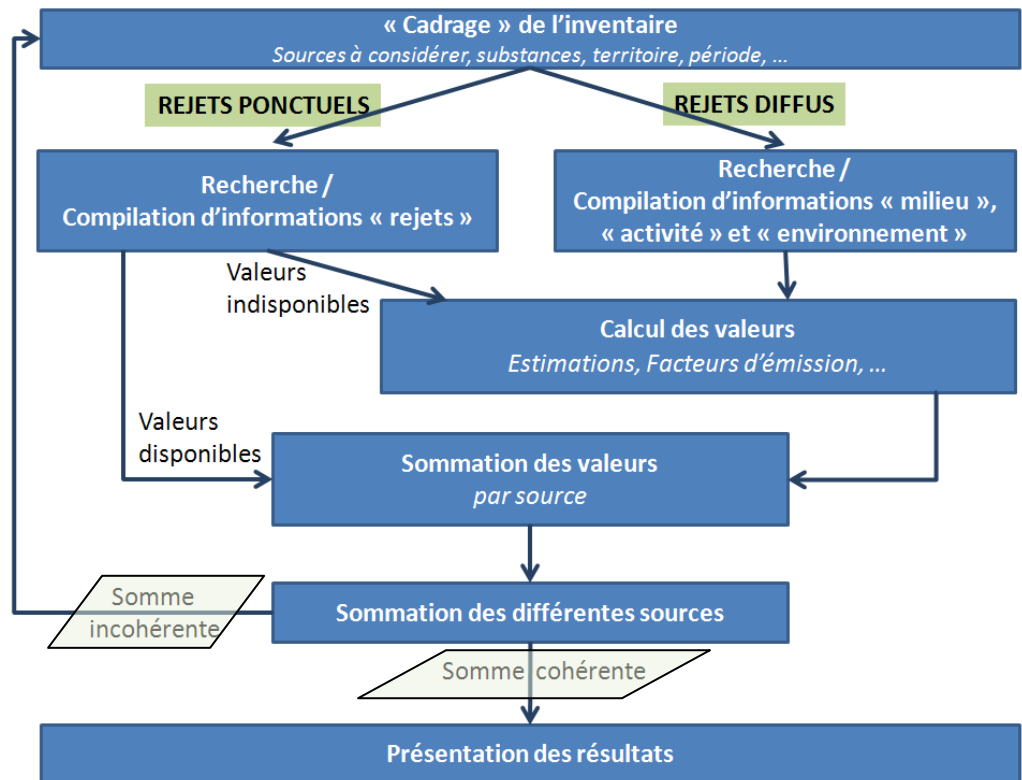 « Cadrage » de l’inventaire
Sources à considérer, substances, territoire, période, …
REJETS PONCTUELS
REJETS DIFFUS
Recherche /
Compilation d’informations « rejets »
Recherche /
Compilation d’informations « milieu »,
« activité » et « environnement »
Valeurs
indisponibles
Calcul des valeurs
Estimations, Facteurs d’émission, …
Valeurs
disponibles
Sommation des valeurs
par source
Somme
incohérente
Sommation des différentes sources
Somme cohérente
Présentation des résultats